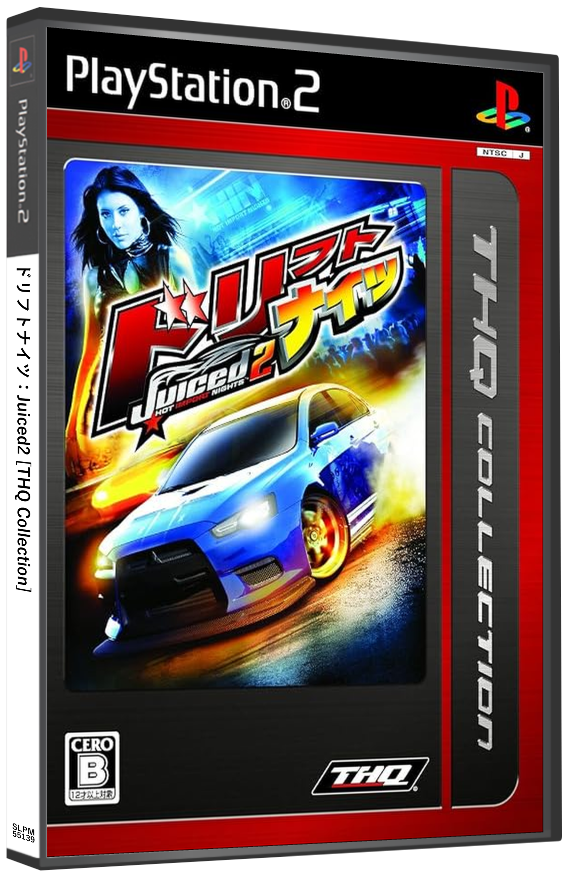 PlayStation®2
NTSC J
PlayStation®2
ドリフト
ナイツ
Juiced 2
HOT IMPORT NIGHTS™
THQ COLLECTION
ドリフトナイツ：Juiced2 [THQ Collection]
CERO
B
12才以上対象
THQ®
SLPM
55139